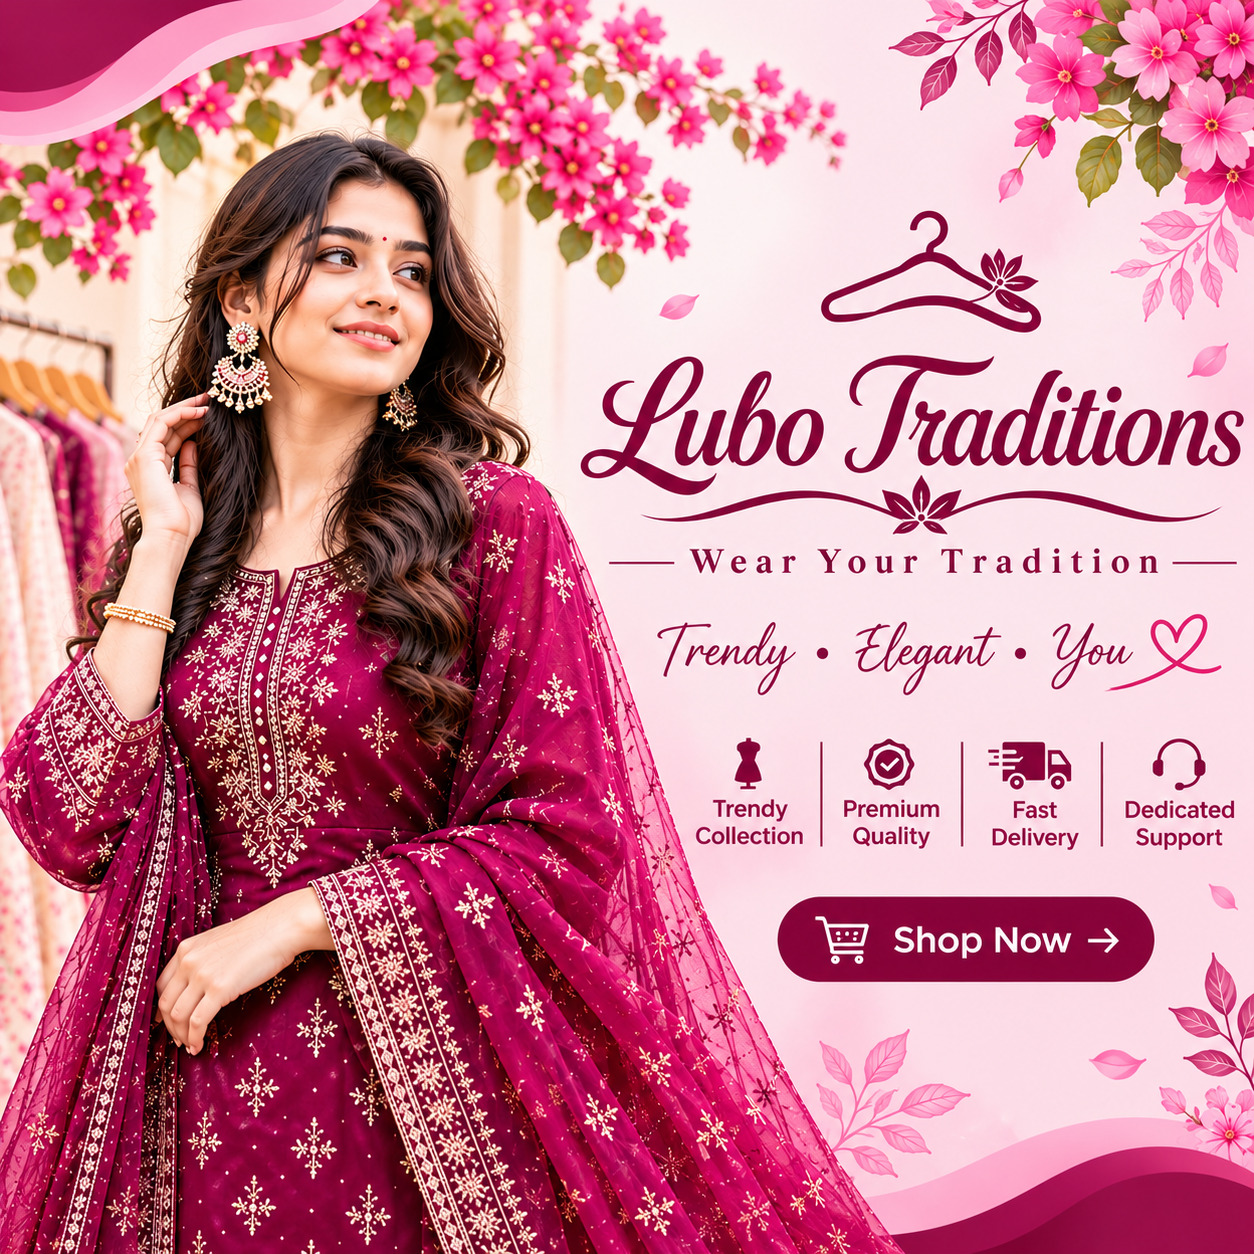 Lubo Traditions
Wear Your Tradition
Trendy • Elegant • You
Trendy
Collection
Premium
Quality
Fast
Delivery
Dedicated
Support
Shop Now →